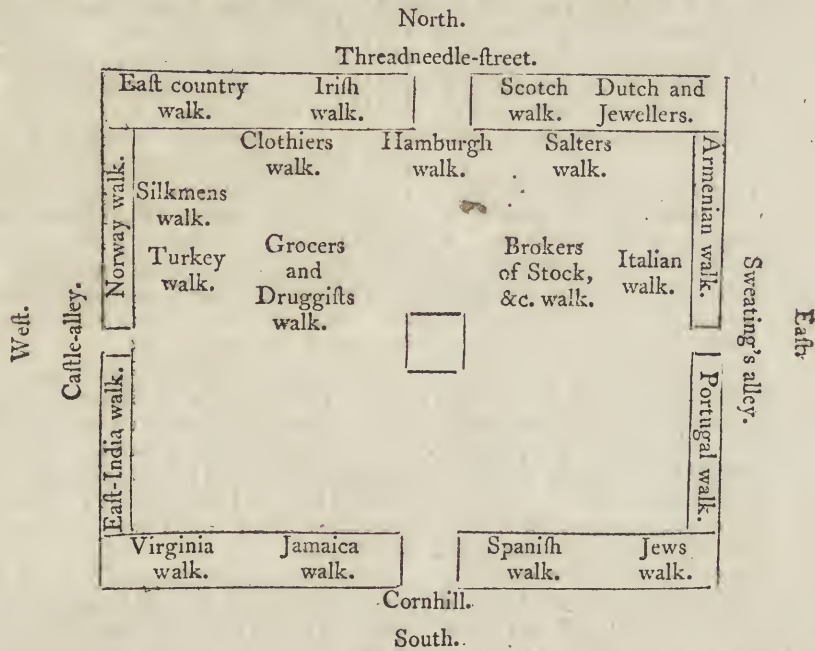 North.
Threadneedle-ſtreet.
Eaſt country
walk.
Iriſh
walk.
Scotch
walk.
Dutch and
Jewellers.
Clothiers
walk.
Hamburgh
walk.
Salters
walk.
Norway walk.
Silkmens
walk.
Turkey
walk.
Grocers
and
Druggiſts
walk.
Brokers
of Stock,
&c. walk.
Italian
walk.
Armenian walk.
Weſt.
Caſtle-alley.
Sweating's alley.
Eaſt.
Eaſt-India walk.
Portugal walk.
Virginia
walk.
Jamaica
walk.
Spaniſh
walk.
Jews
walk.
Cornhill.
South.